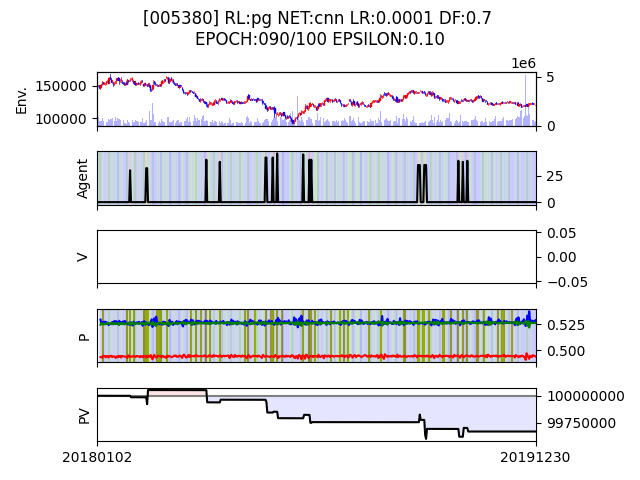 [005380] RL:pg NET:cnn LR:0.0001 DF:0.7
EPOCH:090/100 EPSILON:0.10
1e6
Env.
150000
100000
5
0
Agent
25
0
V
0.05
0.00
−0.05
P
0.525
0.500
PV
100000000
99750000
20180102
20191230